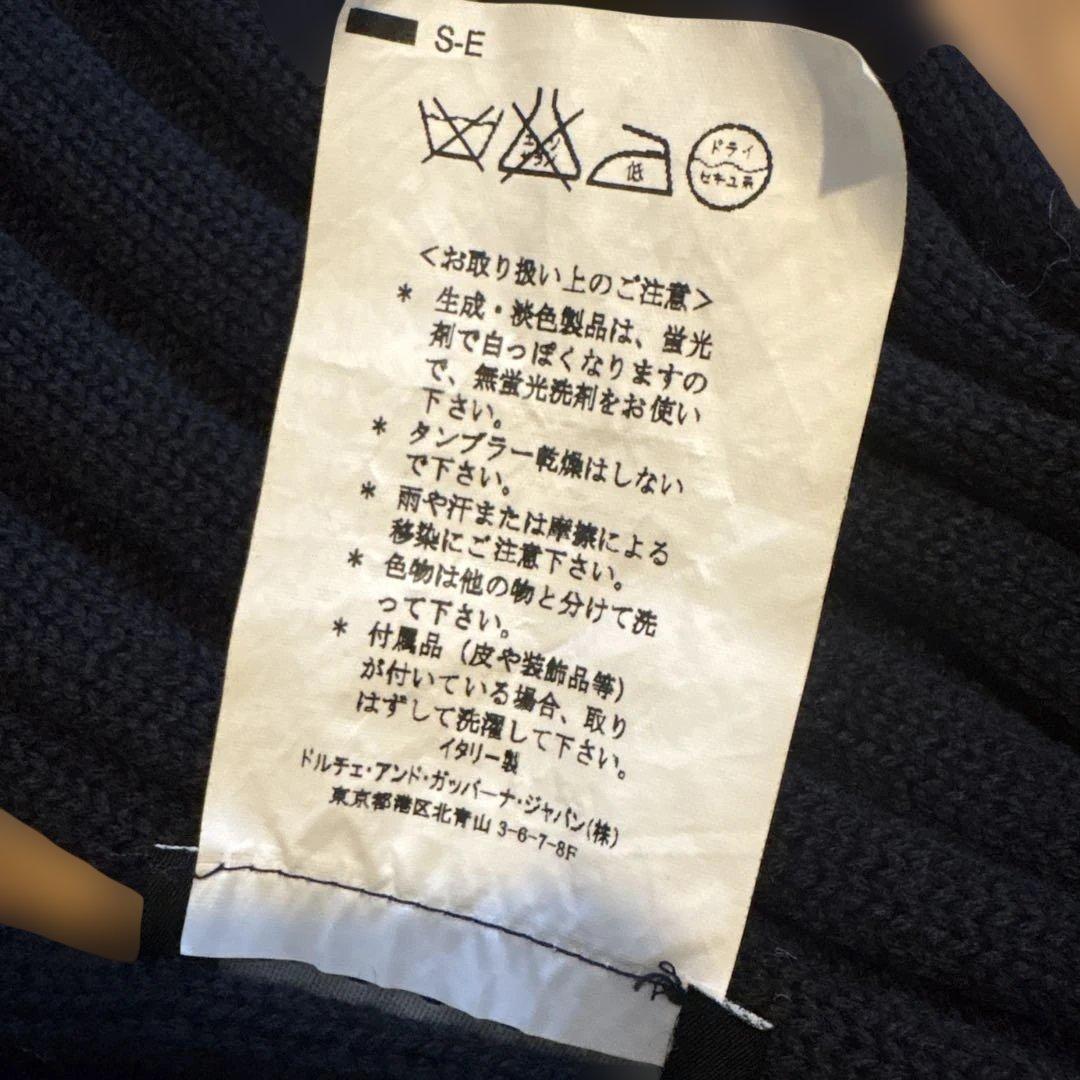 S-E
エンソ サラシ
低
ドライ
セキユ系
<お取り扱い上のご注意>
* 生成・淡色製品は、蛍光
剤で白っぽくなりますの
で、無蛍光洗剤をお使い
下さい。
* タンブラー乾燥はしない
で下さい。
* 雨や汗または摩擦による
移染にご注意下さい。
* 色物は他の物と分けて洗
って下さい。
* 付属品（皮や装飾品等）
が付いている場合、取り
はずして洗濯して下さい。
イタリー製
ドルチェ・アンド・ガッバーナ・ジャパン(株)
東京都港区北青山 3-6-7-8F